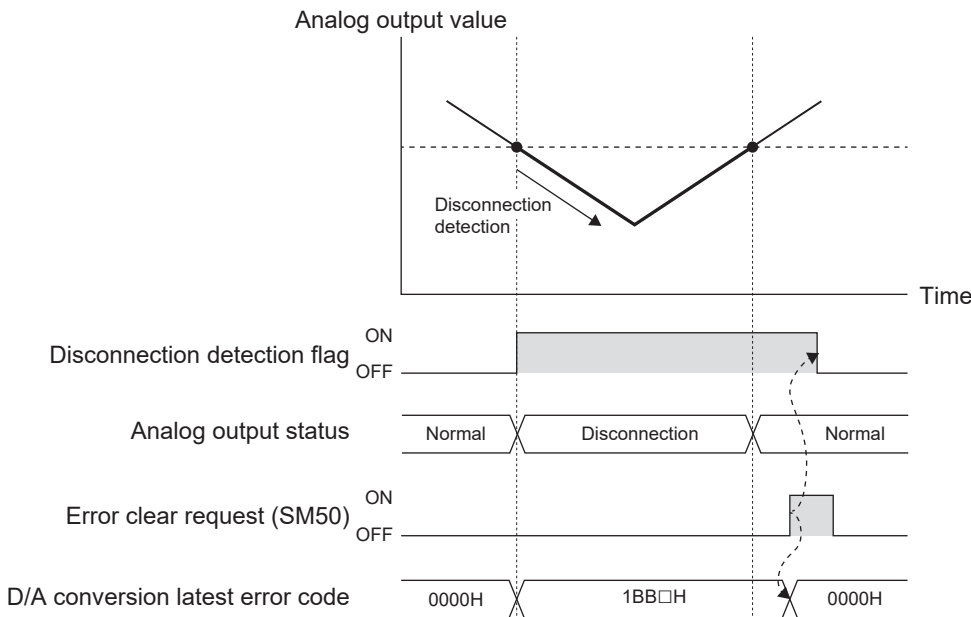 Analog output value
Disconnection
detection
Time
Disconnection detection flag
ON
OFF
Analog output status
Normal
Disconnection
Normal
Error clear request (SM50)
ON
OFF
D/A conversion latest error code
0000H
1BB□H
0000H